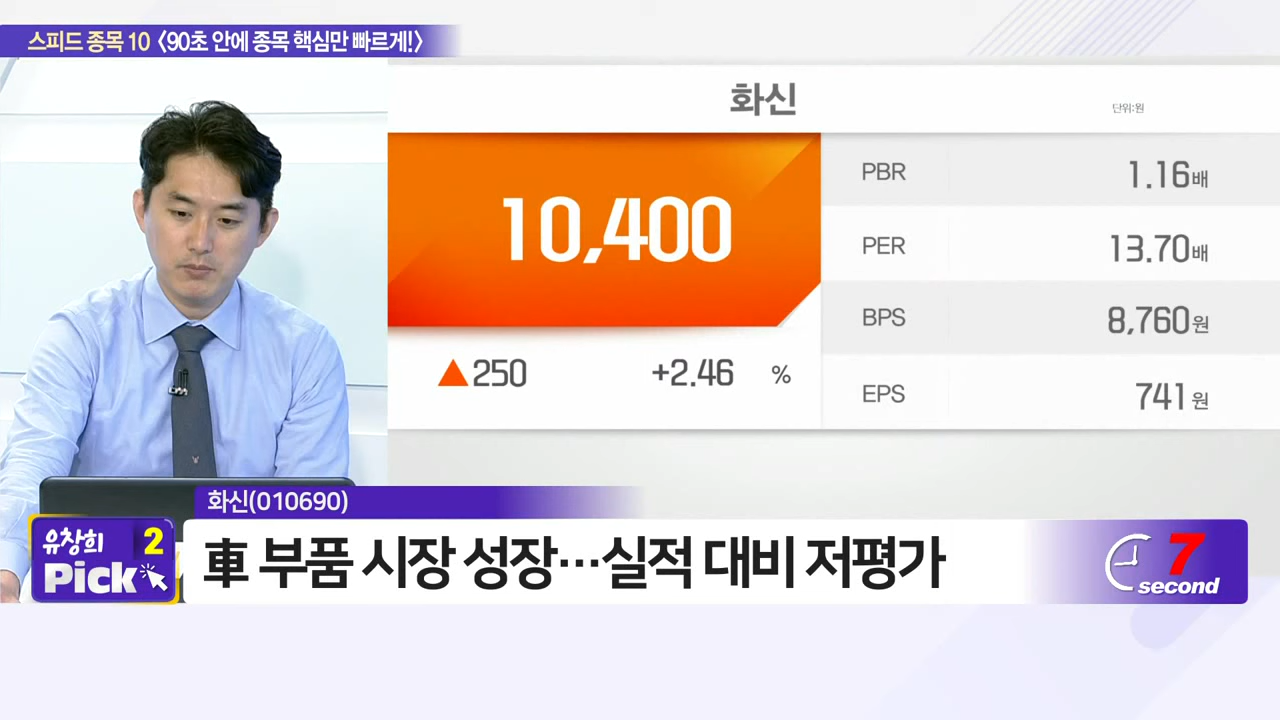 스피드 종목 10 〈90초 안에 종목 핵심만 빠르게!〉
화신
단위:원
10,400
▲250 +2.46 %
PBR 1.16배
PER 13.70배
BPS 8,760원
EPS 741원
화신(010690)
유창희 2
Pick
車 부품 시장 성장…실적 대비 저평가
7
second